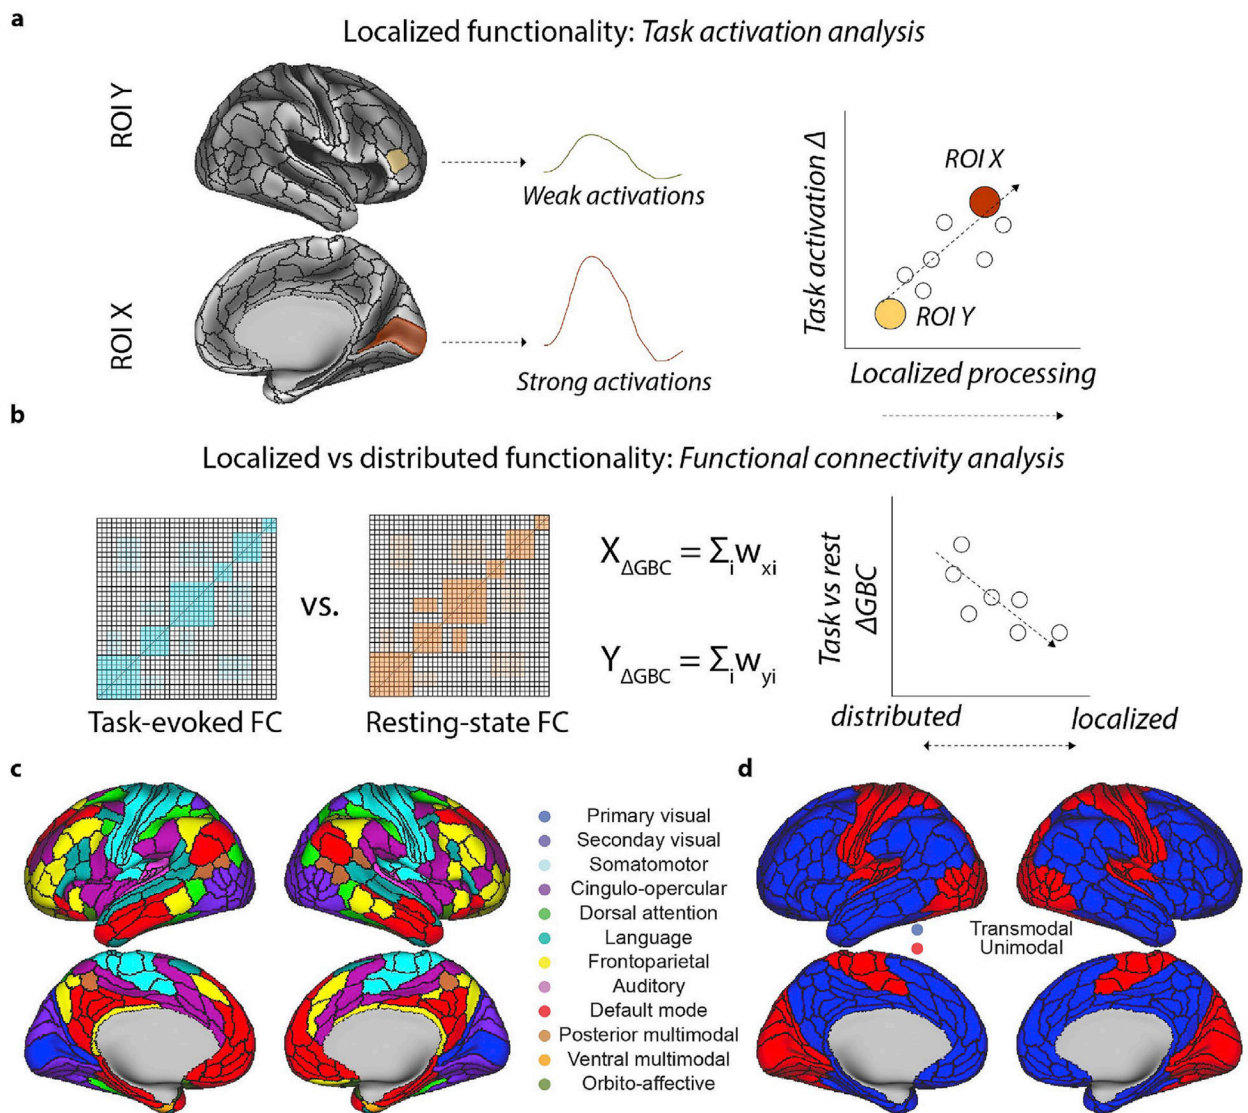 a
Localized functionality: Task activation analysis
ROI Y
Weak activations
ROI X
Strong activations
Task activation Δ
ROI X
ROI Y
Localized processing
b
Localized vs distributed functionality: Functional connectivity analysis
Task-evoked FC
vs.
Resting-state FC
X_ΔGBC = Σ_i w_xi
Y_ΔGBC = Σ_i w_yi
Task vs rest
ΔGBC
distributed
localized
c
Primary visual
Seconday visual
Somatomotor
Cingulo-opercular
Dorsal attention
Language
Frontoparietal
Auditory
Default mode
Posterior multimodal
Ventral multimodal
Orbito-affective
d
Transmodal
Unimodal